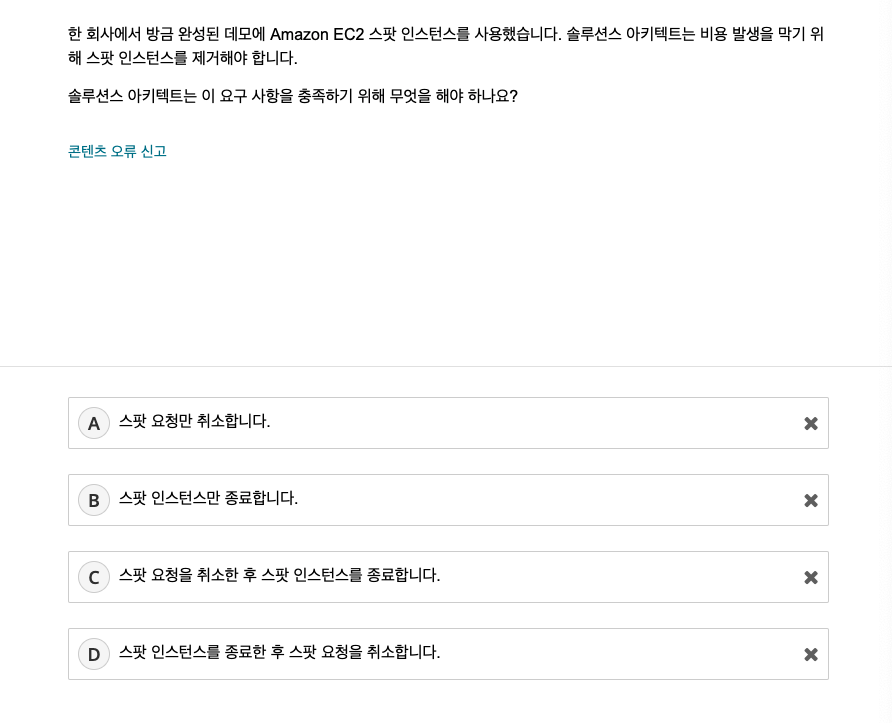 한 회사에서 방금 완성된 데모에 Amazon EC2 스팟 인스턴스를 사용했습니다. 솔루션스 아키텍트는 비용 발생을 막기 위
해 스팟 인스턴스를 제거해야 합니다.
솔루션스 아키텍트는 이 요구 사항을 충족하기 위해 무엇을 해야 하나요?
콘텐츠 오류 신고
A 스팟 요청만 취소합니다.
B 스팟 인스턴스만 종료합니다.
C 스팟 요청을 취소한 후 스팟 인스턴스를 종료합니다.
D 스팟 인스턴스를 종료한 후 스팟 요청을 취소합니다.